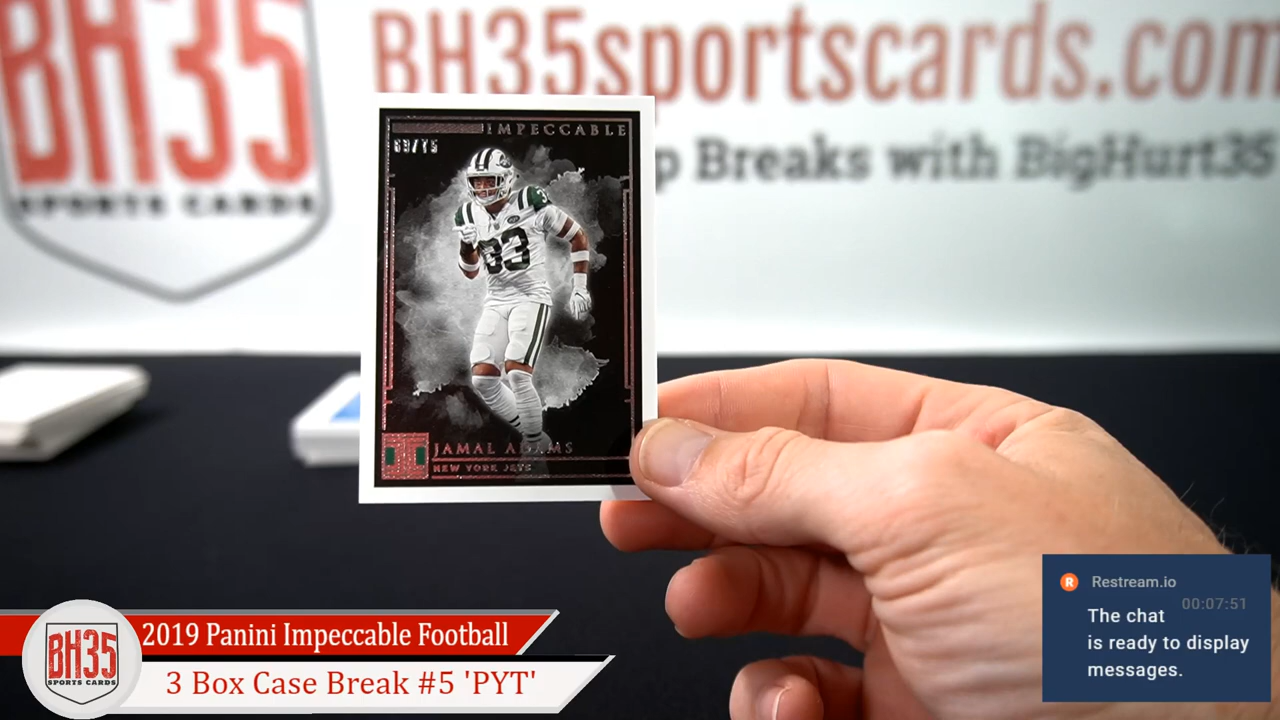 BH35
SPORTS CARDS
BH35sportscards.com
p Breaks with BigHurt35
IMPECCABLE
/75
33
JAMAL ADAMS
NEW YORK JETS
BH35
SPORTS CARDS
2019 Panini Impeccable Football
3 Box Case Break #5 'PYT'
Restream.io
00:07:51
The chat
is ready to display
messages.